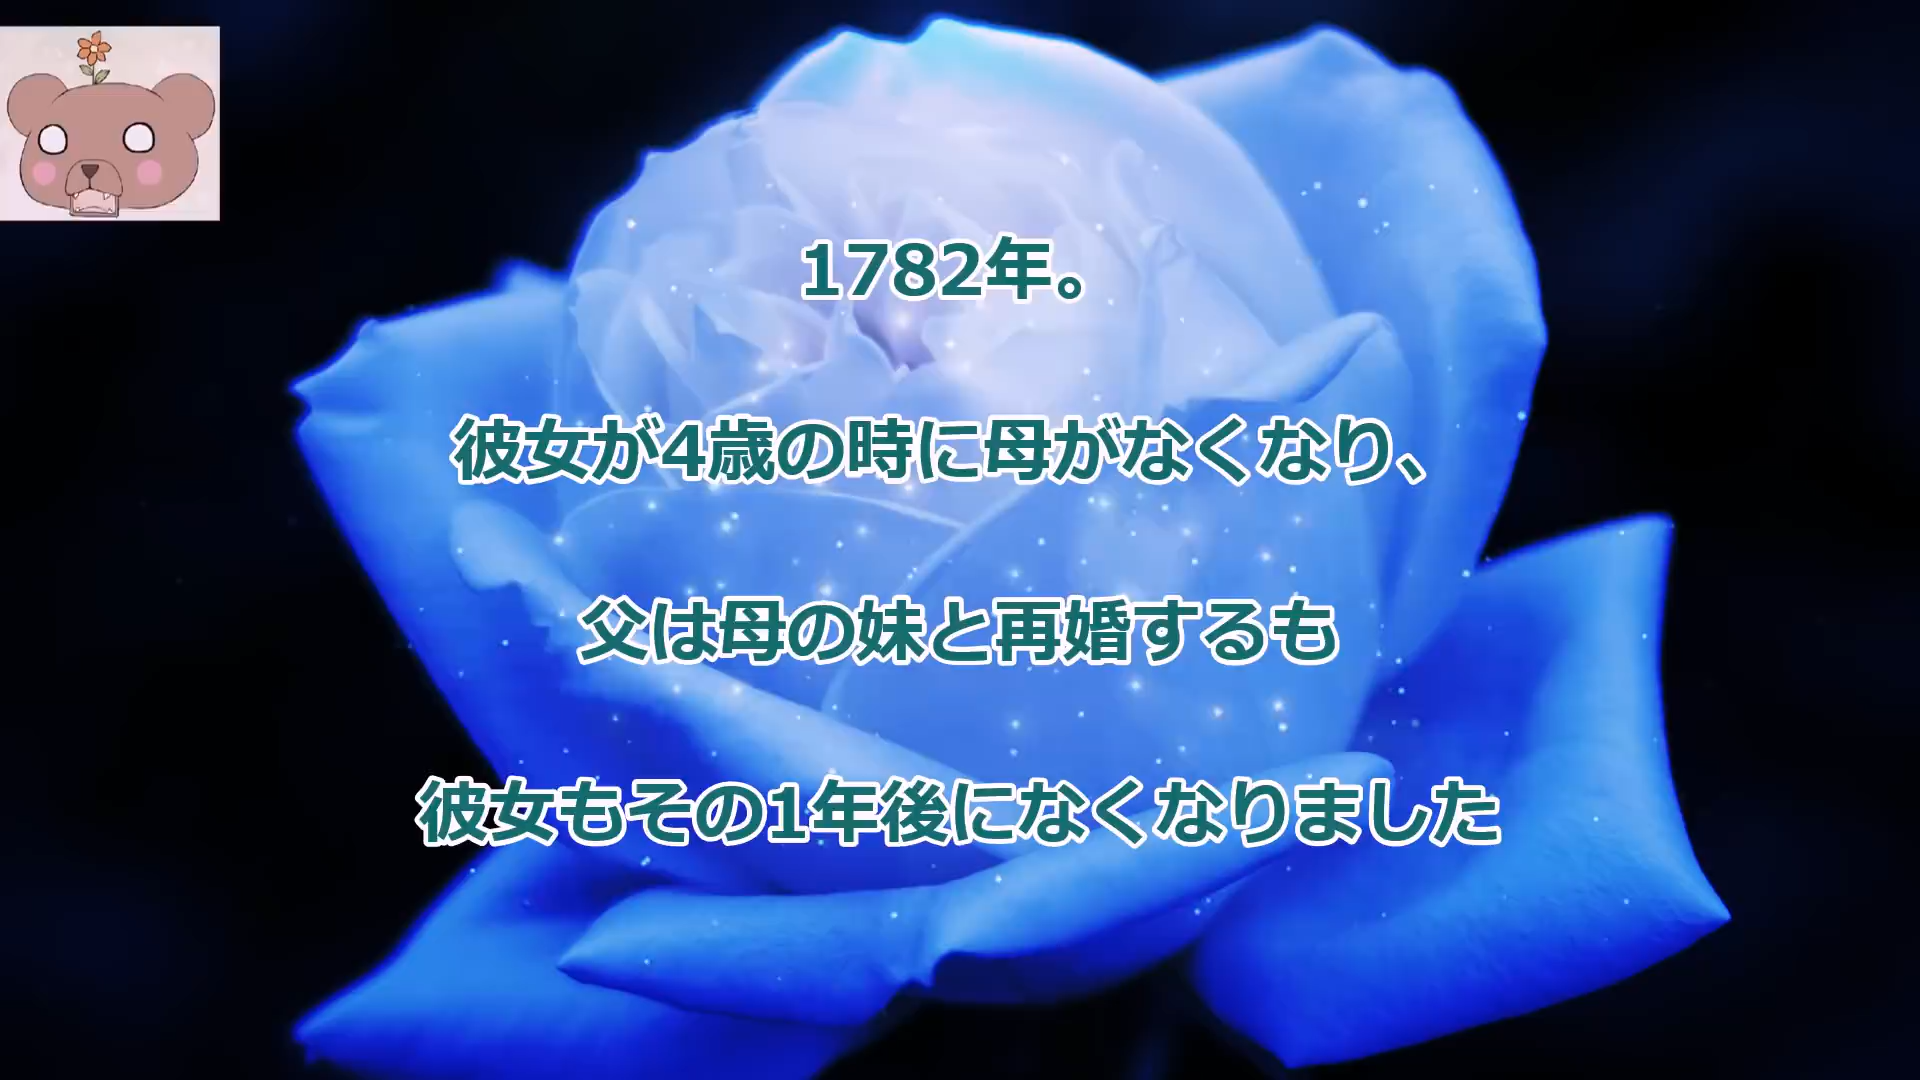 1782年。
彼女が4歳の時に母がなくなり、
父は母の妹と再婚するも
彼女もその1年後になくなりました